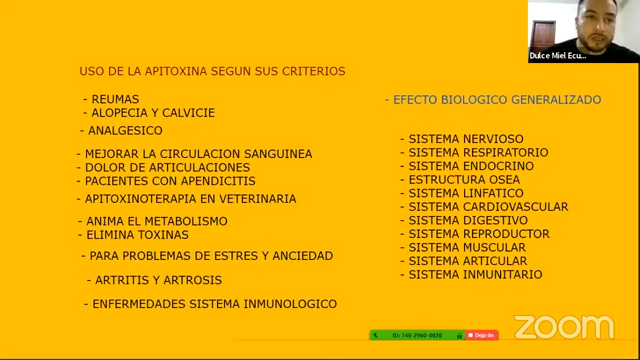 Dulce Miel Ecu...
USO DE LA APITOXINA SEGUN SUS CRITERIOS
- REUMAS
- ALOPECIA Y CALVICIE
- ANALGESICO
- MEJORAR LA CIRCULACION SANGUINEA
- DOLOR DE ARTICULACIONES
- PACIENTES CON APENDICITIS
- APITOXINOTERAPIA EN VETERINARIA
- ANIMA EL METABOLISMO
- ELIMINA TOXINAS
- PARA PROBLEMAS DE ESTRES Y ANCIEDAD
- ARTRITIS Y ARTROSIS
- ENFERMEDADES SISTEMA INMUNOLOGICO
- EFECTO BIOLOGICO GENERALIZADO
- SISTEMA NERVIOSO
- SISTEMA RESPIRATORIO
- SISTEMA ENDOCRINO
- ESTRUCTURA OSEA
- SISTEMA LINFATICO
- SISTEMA CARDIOVASCULAR
- SISTEMA DIGESTIVO
- SISTEMA REPRODUCTOR
- SISTEMA MUSCULAR
- SISTEMA ARTICULAR
- SISTEMA INMUNITARIO
ID: 740-2960-8820
Deja de
zoom